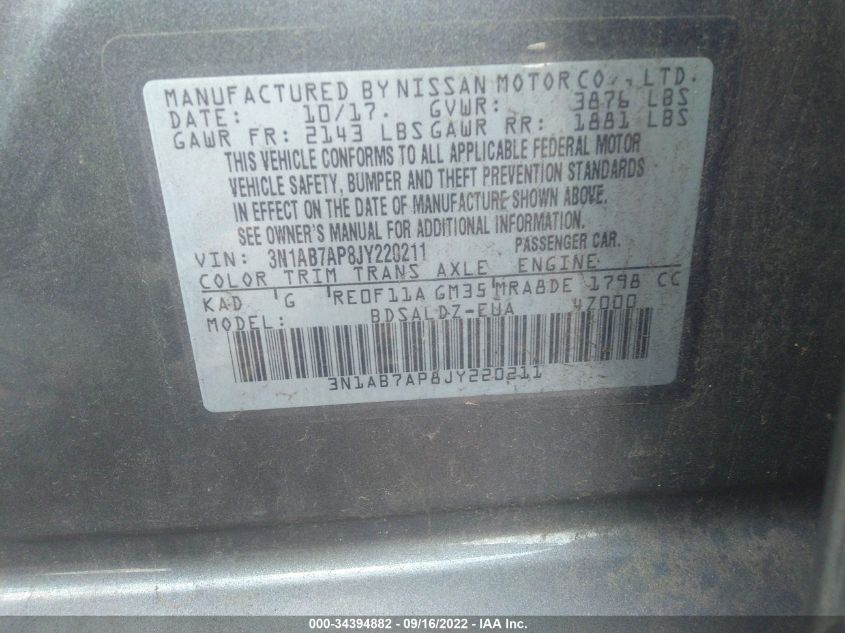 MANUFACTURED BY NISSAN MOTOR CO., LTD.
DATE: 10/17. GVWR: 3876 LBS
GAWR FR: 2143 LBS GAWR RR: 1881 LBS
THIS VEHICLE CONFORMS TO ALL APPLICABLE FEDERAL MOTOR
VEHICLE SAFETY, BUMPER AND THEFT PREVENTION STANDARDS
IN EFFECT ON THE DATE OF MANUFACTURE SHOWN ABOVE.
SEE OWNER'S MANUAL FOR ADDITIONAL INFORMATION.
VIN: 3N1AB7AP8JY220211 PASSENGER CAR.
COLOR TRIM TRANS AXLE ENGINE
KAD G RE0F11A GM35 MRA8DE 1798 CC
MODEL: BDSALDZ-EUA 47000
3N1AB7AP8JY220211
000-34394882 - 09/16/2022 - IAA Inc.